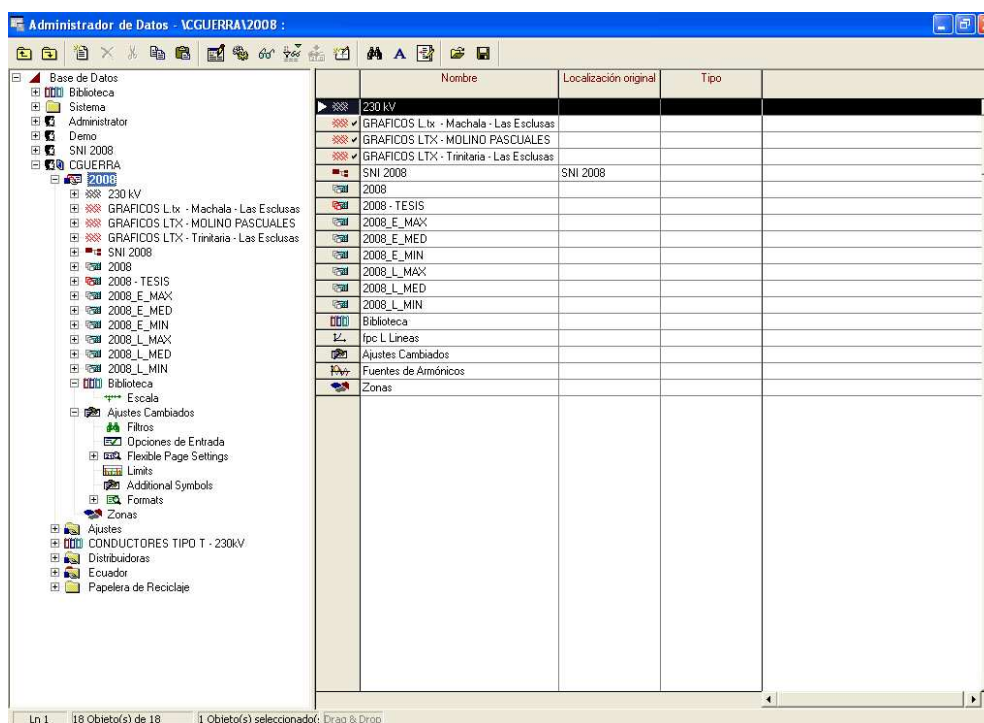 Administrador de Datos - \CGUERRA\2008 :
Base de Datos
Biblioteca
Sistema
Administrator
Demo
SNI 2008
CGUERRA
2008
230 kV
GRAFICOS L.tx - Machala - Las Esclusas
GRAFICOS LTX - MOLINO PASCUALES
GRAFICOS LTX - Trinitaria - Las Esclusas
SNI 2008
2008
2008 - TESIS
2008_E_MAX
2008_E_MED
2008_E_MIN
2008_L_MAX
2008_L_MED
2008_L_MIN
Biblioteca
Escala
Ajustes Cambiados
Filtros
Opciones de Entrada
Flexible Page Settings
Limits
Additional Symbols
Formats
Zonas
Ajustes
CONDUCTORES TIPO T - 230kV
Distribuidoras
Ecuador
Papelera de Reciclaje
Nombre Localización original Tipo
230 kV
GRAFICOS L.tx - Machala - Las Esclusas
GRAFICOS LTX - MOLINO PASCUALES
GRAFICOS LTX - Trinitaria - Las Esclusas
SNI 2008 SNI 2008
2008
2008 - TESIS
2008_E_MAX
2008_E_MED
2008_E_MIN
2008_L_MAX
2008_L_MED
2008_L_MIN
Biblioteca
fpc L Lineas
Ajustes Cambiados
Fuentes de Armónicos
Zonas
Ln 1 18 Objeto(s) de 18 1 Objeto(s) seleccionado(: Drag & Drop